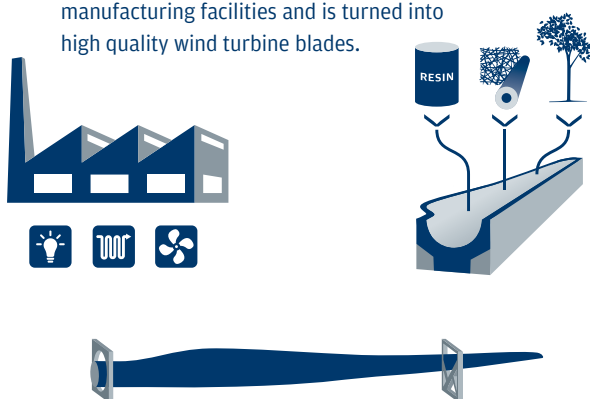 manufacturing facilities and is turned into
high quality wind turbine blades.
RESIN